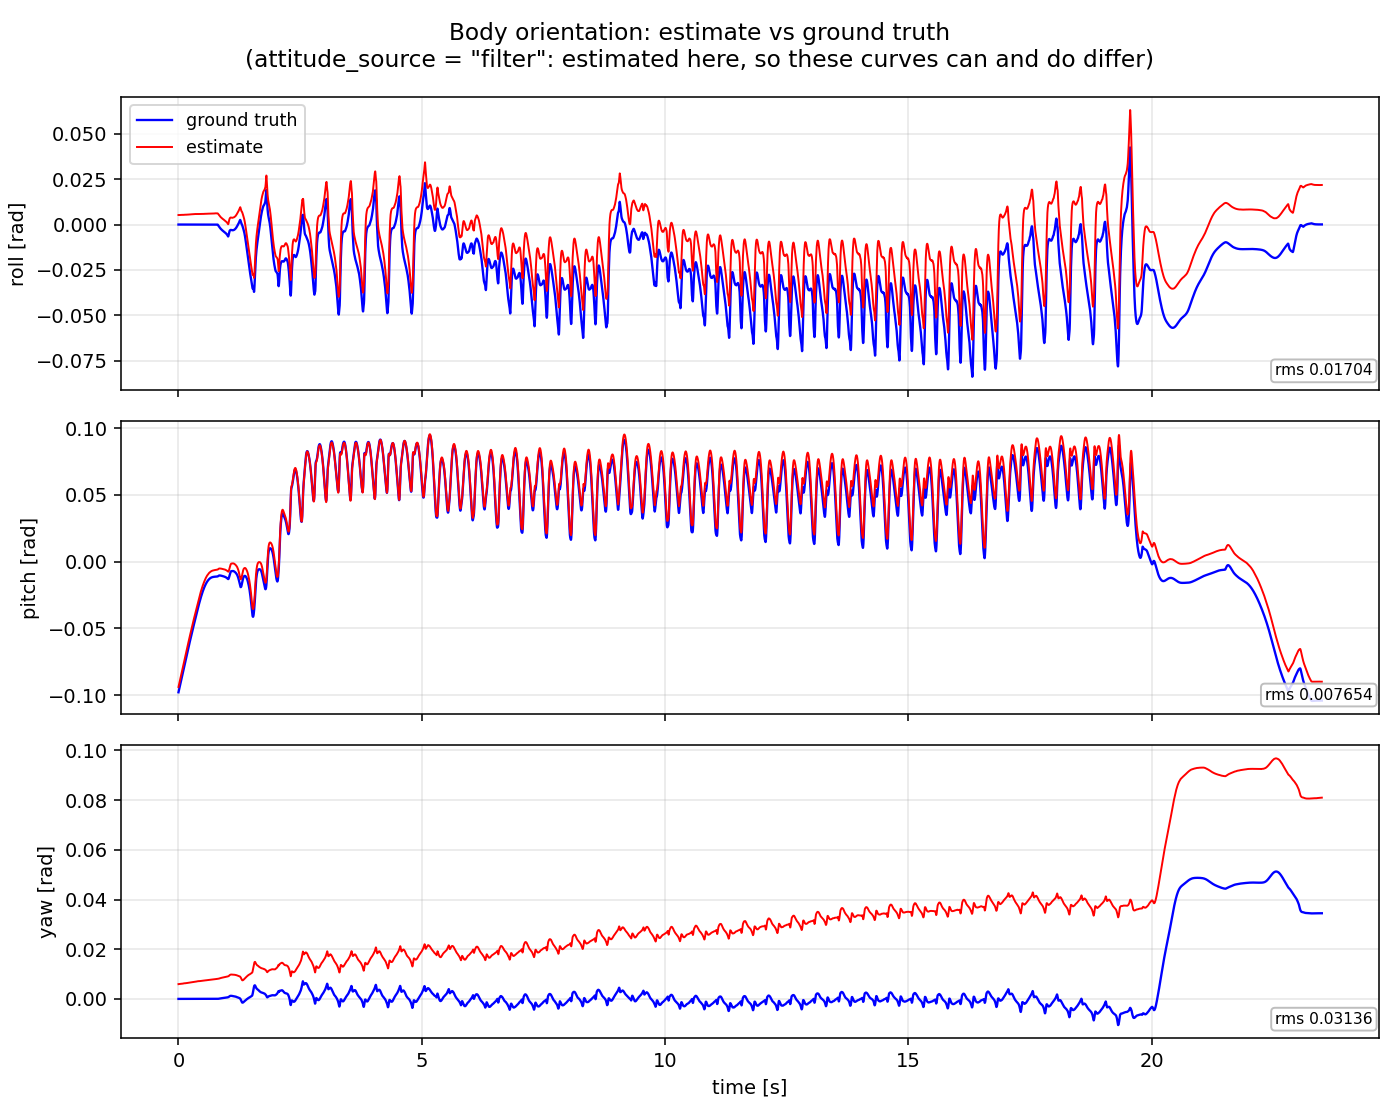 Body orientation: estimate vs ground truth
(attitude_source = "filter": estimated here, so these curves can and do differ)
ground truth
estimate
roll [rad]
0.050
0.025
0.000
−0.025
−0.050
−0.075
rms 0.01704
pitch [rad]
0.10
0.05
0.00
−0.05
−0.10
rms 0.007654
yaw [rad]
0.10
0.08
0.06
0.04
0.02
0.00
rms 0.03136
0 5 10 15 20
time [s]